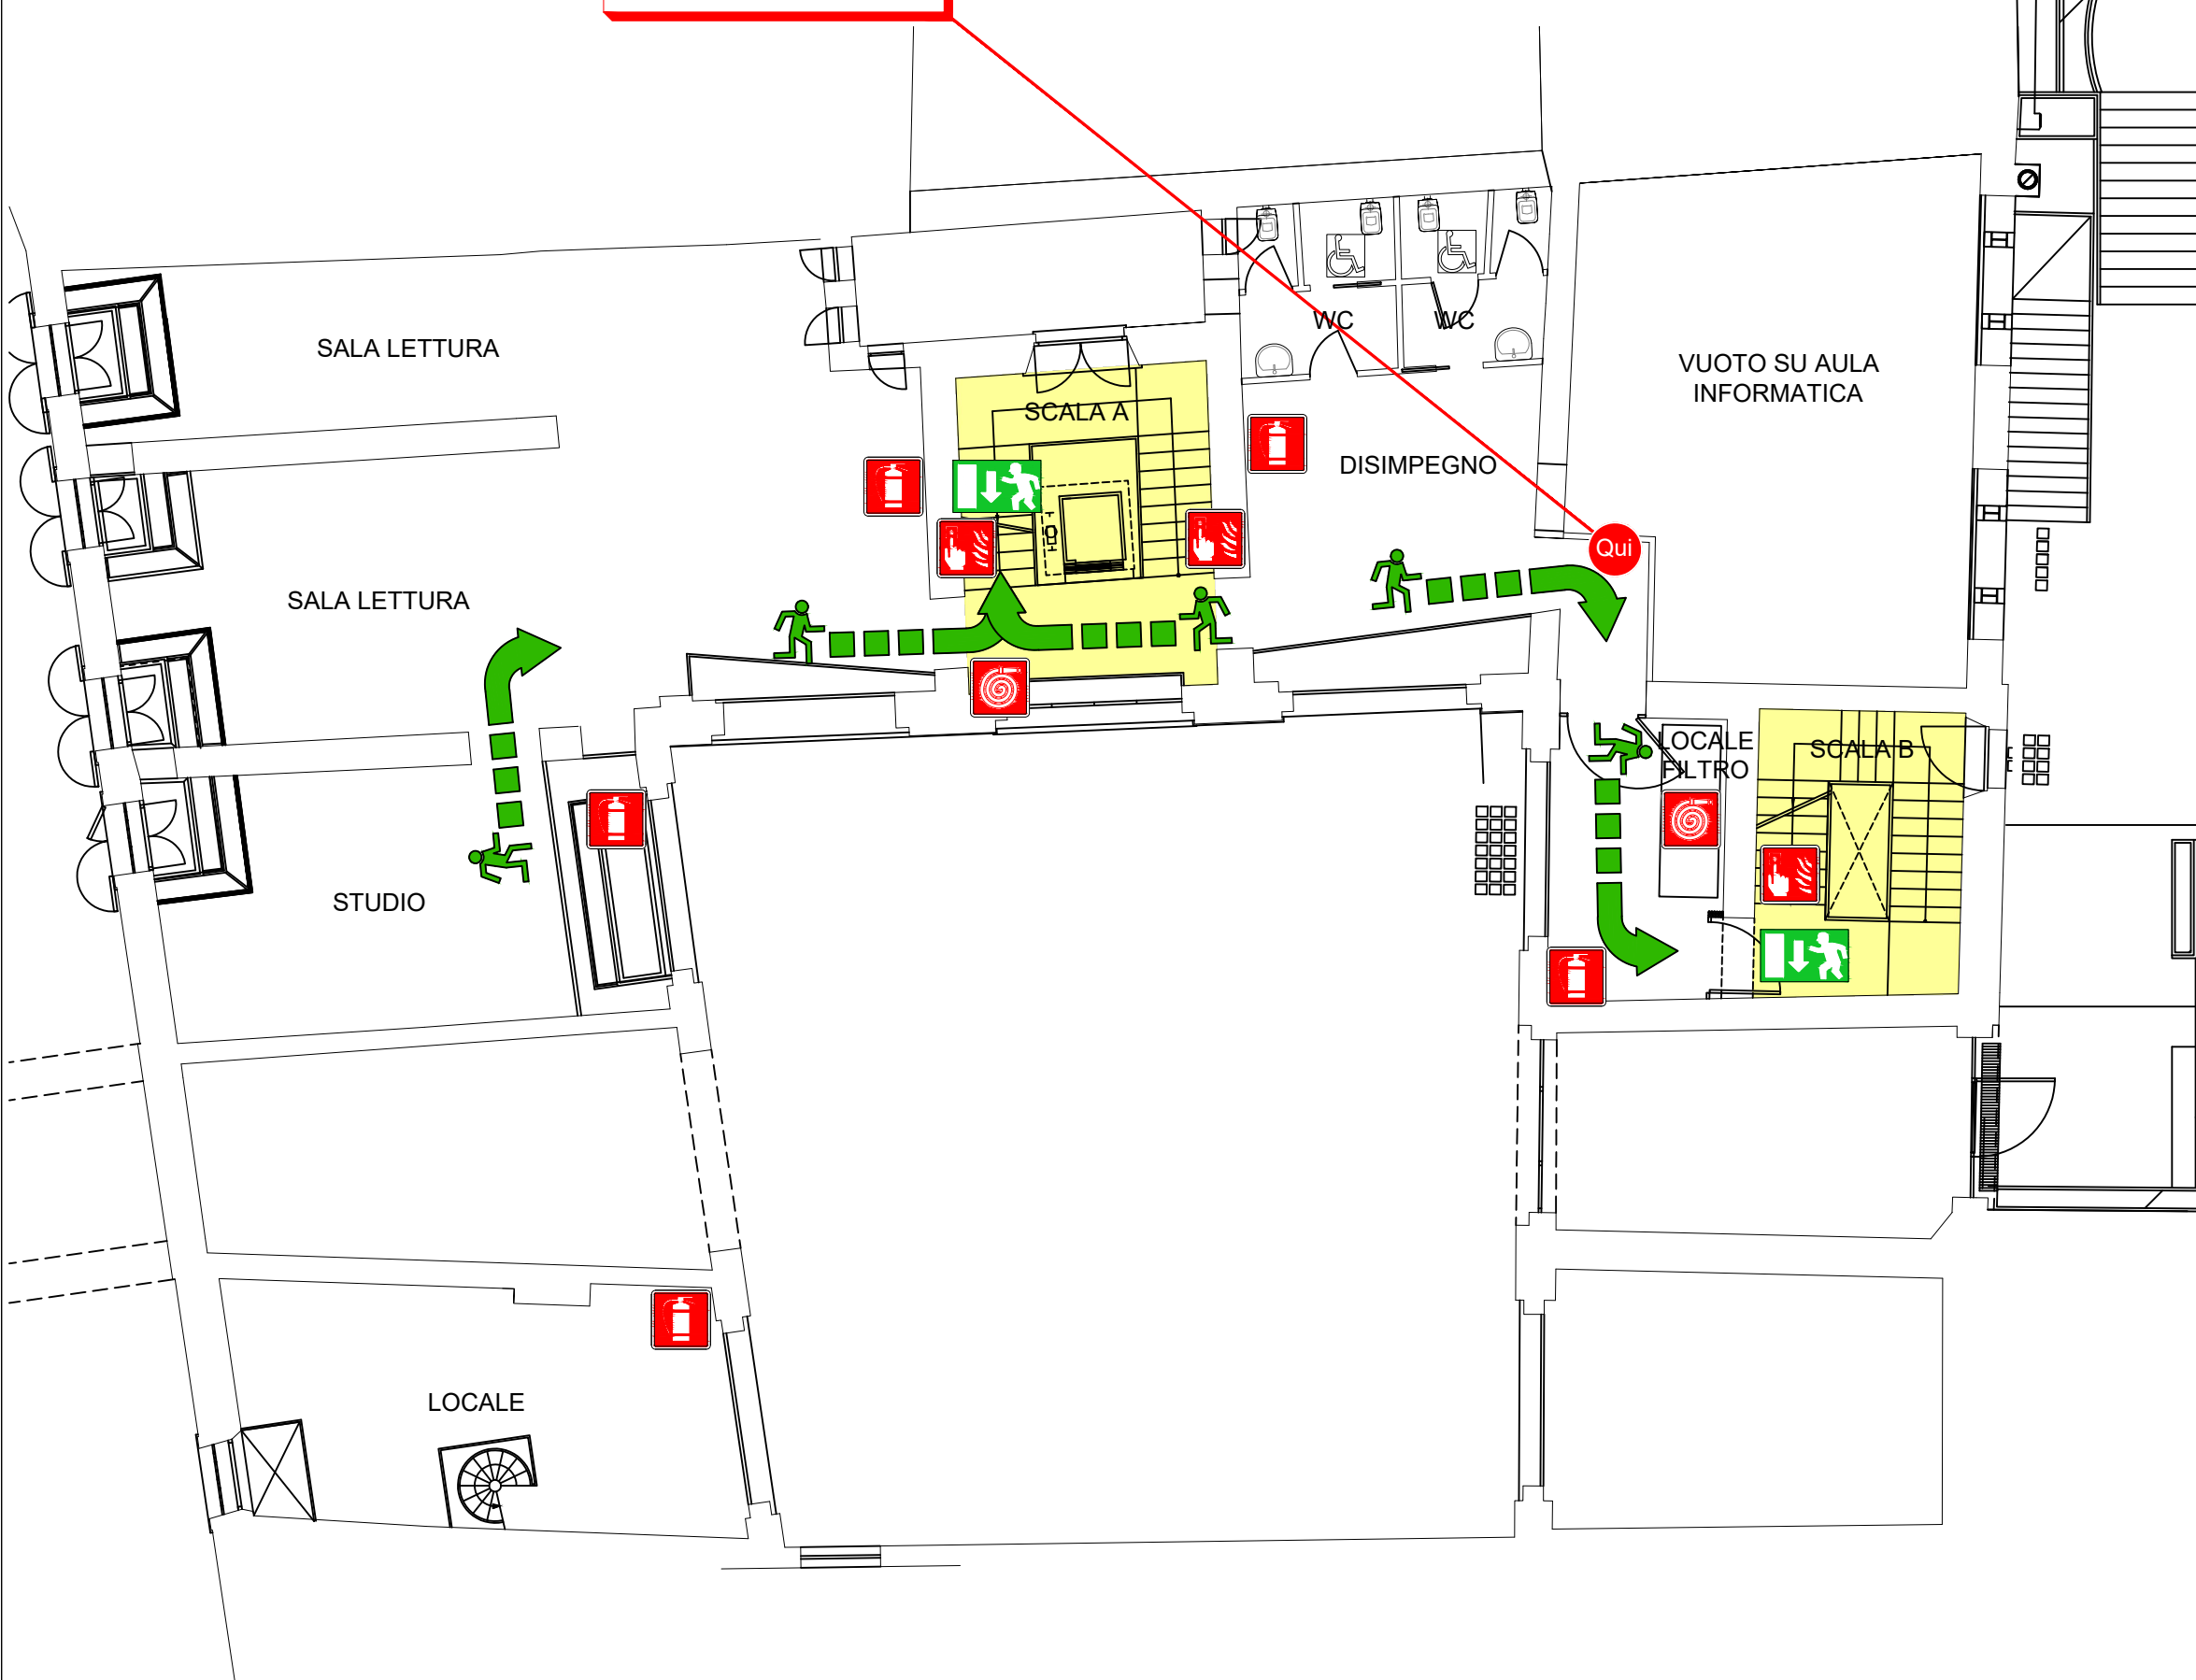 SALA LETTURA
WC
WC
VUOTO SU AULA
INFORMATICA
SCALA A
DISIMPEGNO
Qui
SALA LETTURA
LOCALE
FILTRO
SCALA B
STUDIO
LOCALE